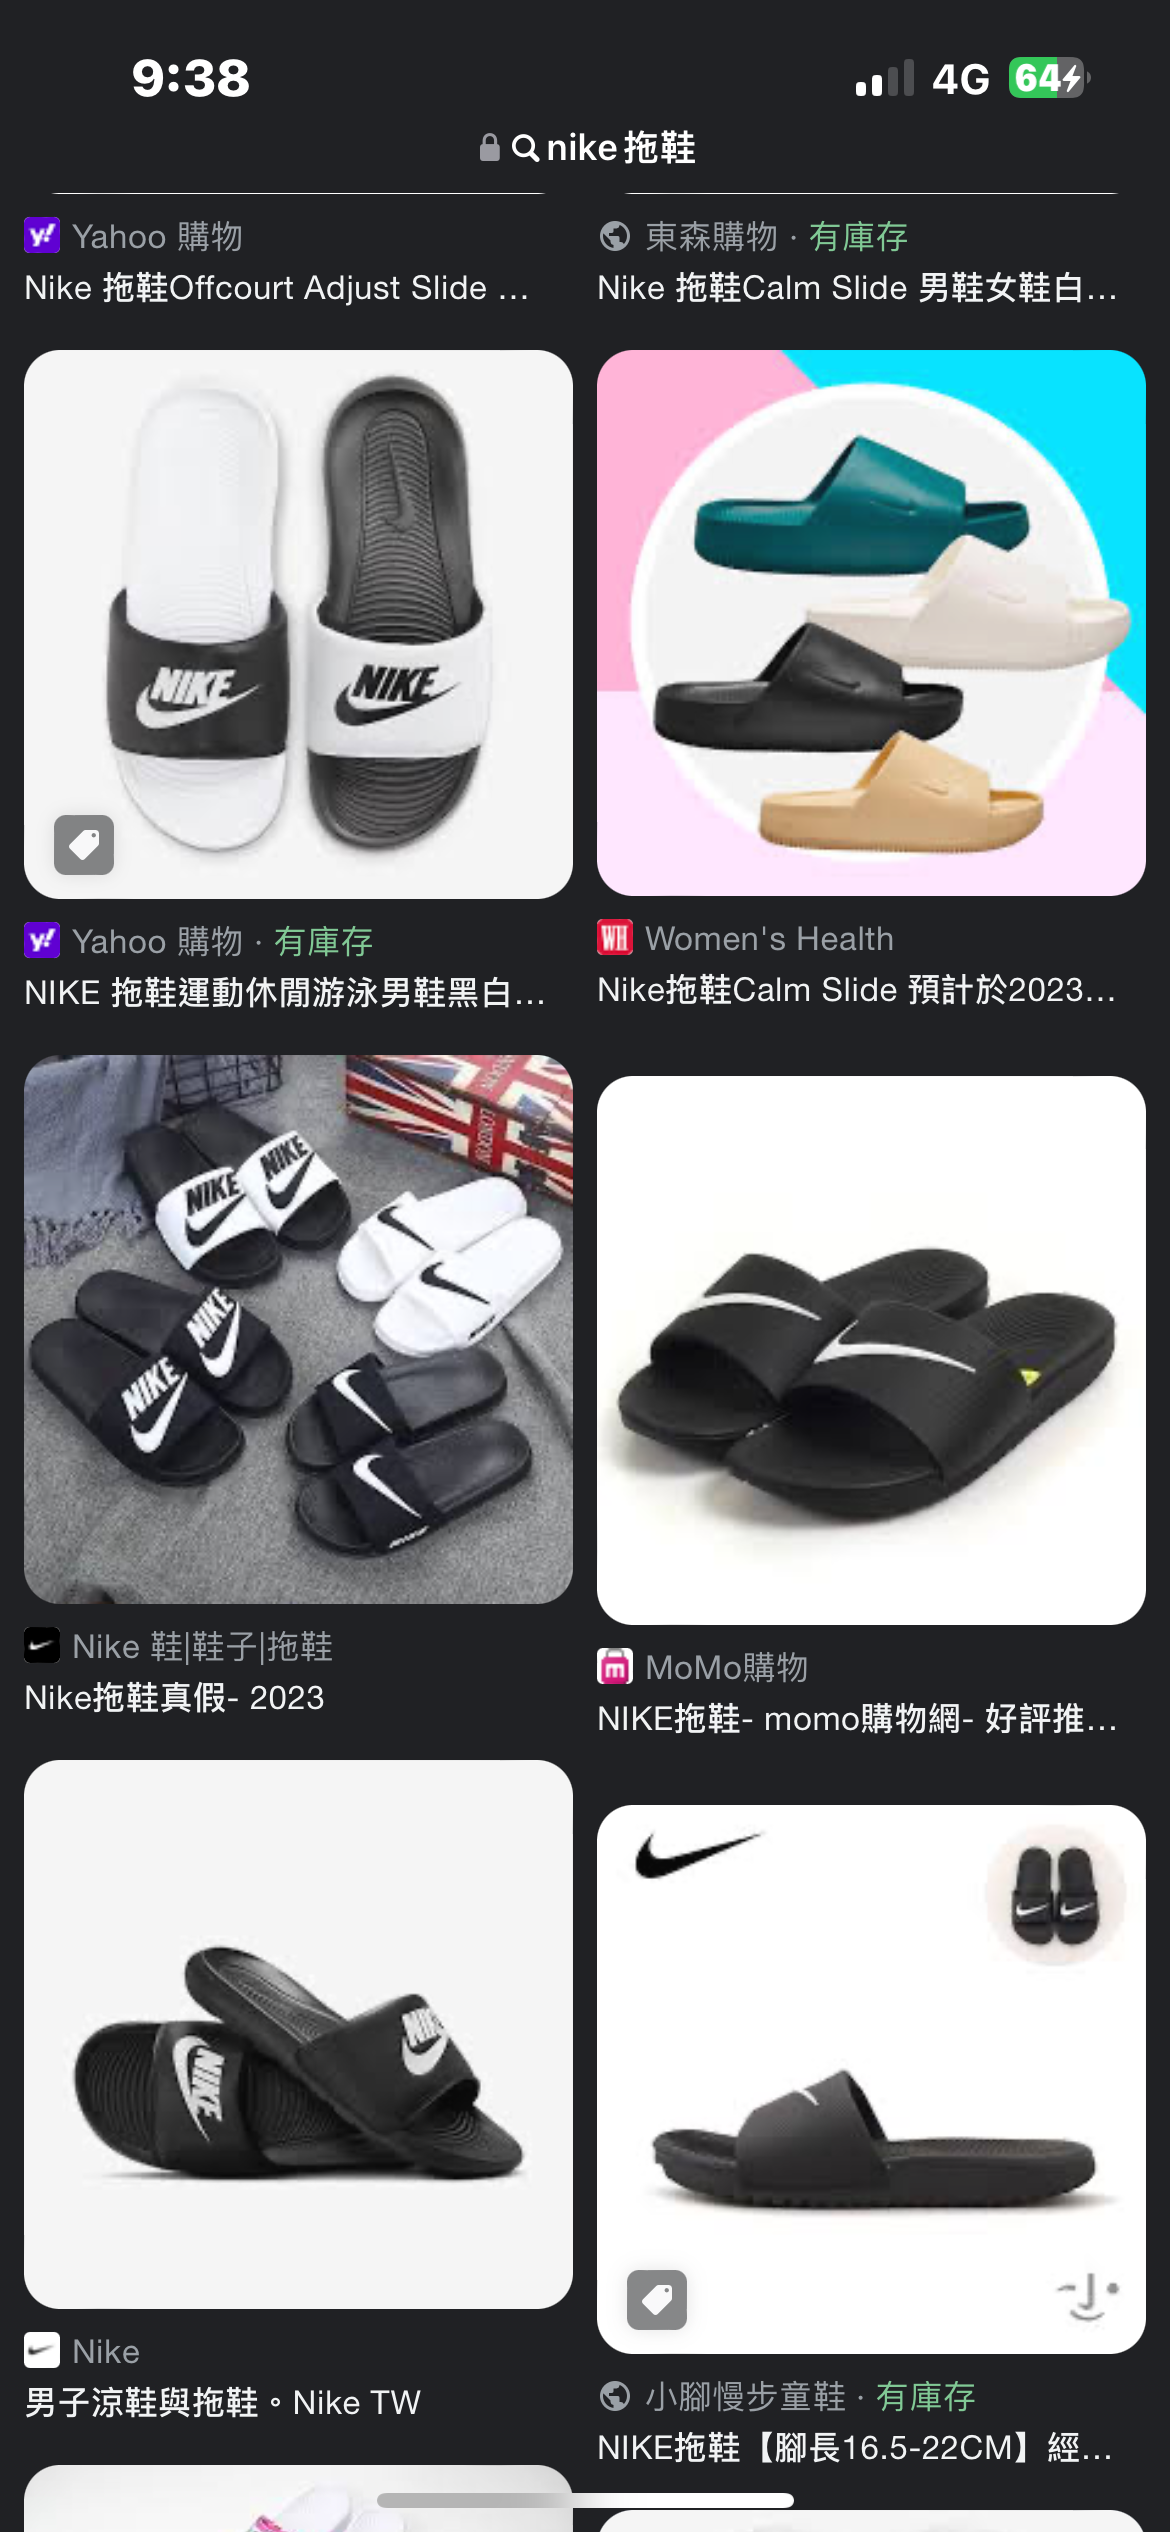 9:38
4G
64
nike 拖鞋
Yahoo 購物
Nike 拖鞋Offcourt Adjust Slide ...
東森購物 · 有庫存
Nike 拖鞋Calm Slide 男鞋女鞋白...
NIKE
NIKE
Yahoo 購物 · 有庫存
NIKE 拖鞋運動休閒游泳男鞋黑白...
WH Women's Health
Nike拖鞋Calm Slide 預計於2023...
NIKE
NIKE
NIKE
NIKE
LONDON
Nike 鞋|鞋子|拖鞋
Nike拖鞋真假- 2023
m MoMo購物
NIKE拖鞋- momo購物網- 好評推...
NIKE
NIKE
Nike
男子涼鞋與拖鞋。Nike TW
小腳慢步童鞋 · 有庫存
NIKE拖鞋【腳長16.5-22CM】經...